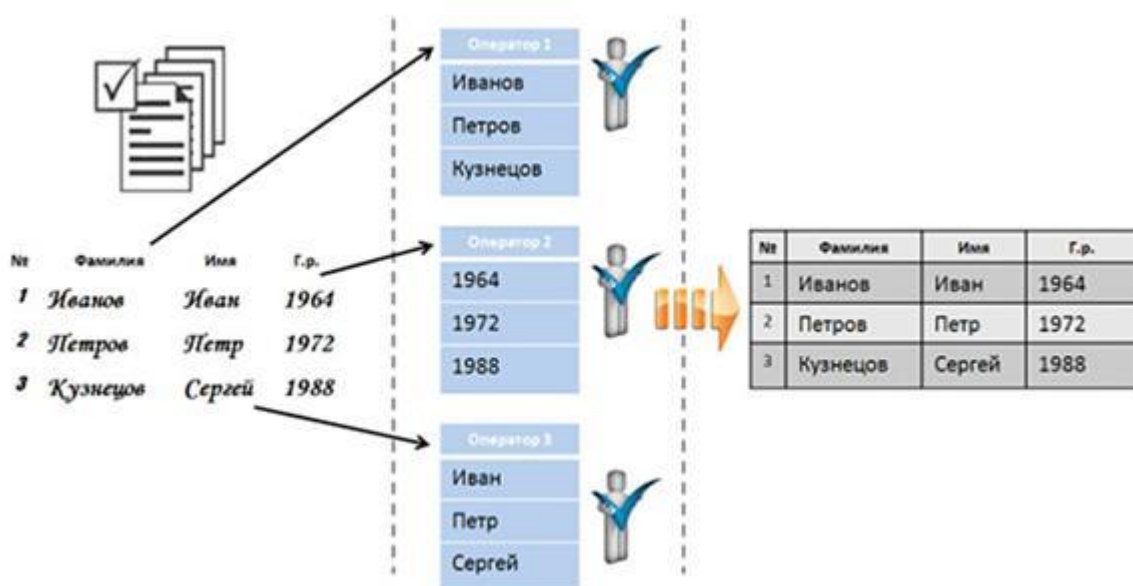 № Фамилия Имя Г.р.
1 Иванов Иван 1964
2 Петров Петр 1972
3 Кузнецов Сергей 1988
Оператор 1
Иванов
Петров
Кузнецов
Оператор 2
1964
1972
1988
Оператор 3
Иван
Петр
Сергей
№ Фамилия Имя Г.р.
1 Иванов Иван 1964
2 Петров Петр 1972
3 Кузнецов Сергей 1988